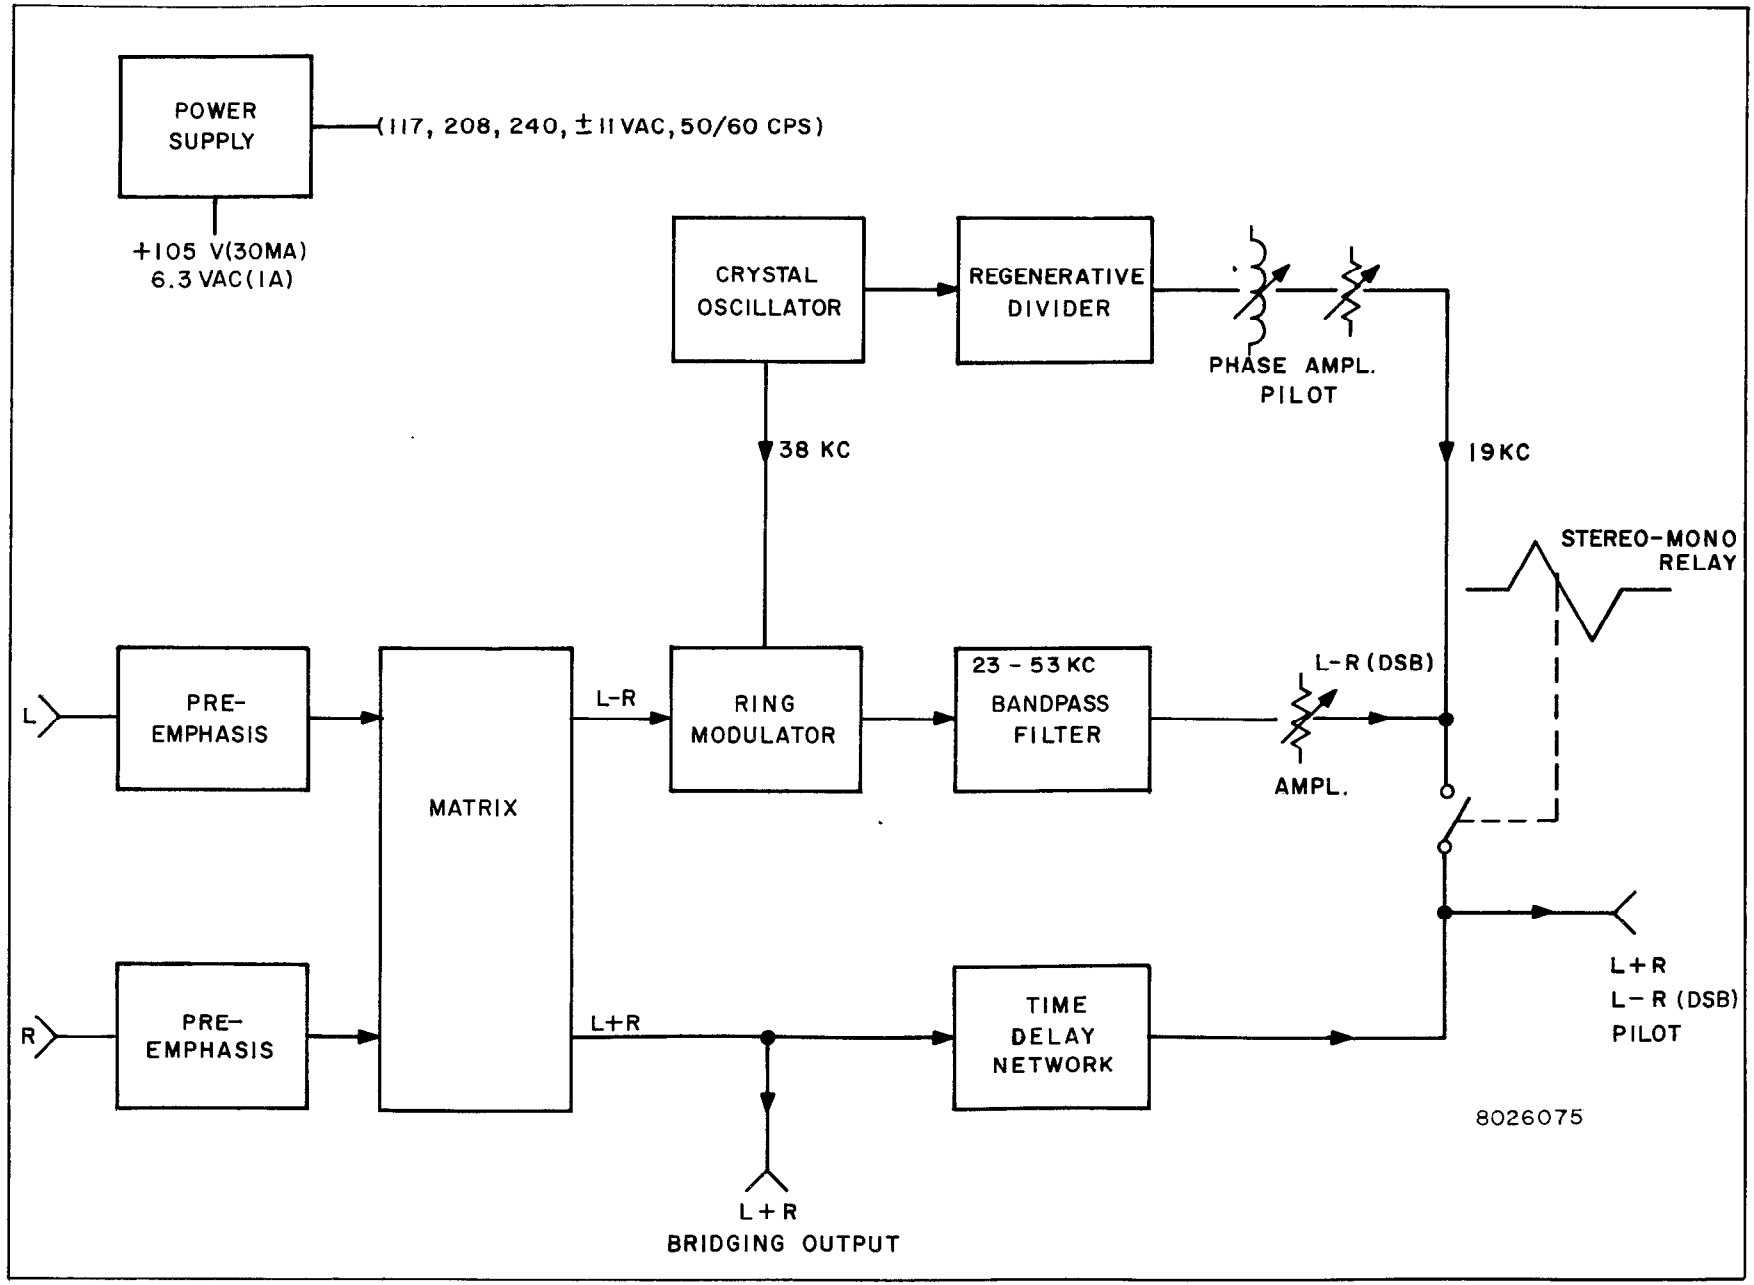 POWER
SUPPLY
(117, 208, 240, ±11 VAC, 50/60 CPS)
+105 V(30MA)
6.3 VAC(1A)
CRYSTAL
OSCILLATOR
REGENERATIVE
DIVIDER
PHASE AMPL.
PILOT
38 KC
19KC
STEREO-MONO
RELAY
L
PRE-
EMPHASIS
MATRIX
L-R
RING
MODULATOR
23 - 53 KC
BANDPASS
FILTER
L-R (DSB)
AMPL.
R
PRE-
EMPHASIS
L+R
TIME
DELAY
NETWORK
L+R
L-R (DSB)
PILOT
8026075
L+R
BRIDGING OUTPUT